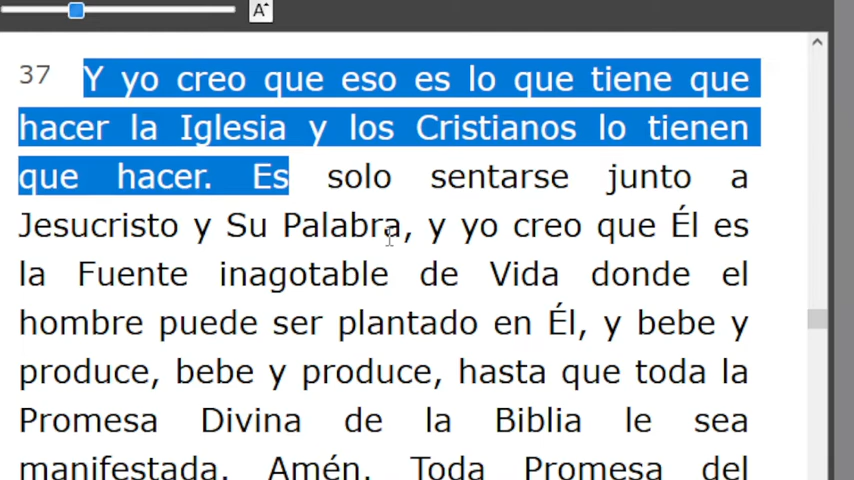 A
37 Y yo creo que eso es lo que tiene que
hacer la Iglesia y los Cristianos lo tienen
que hacer. Es solo sentarse junto a
Jesucristo y Su Palabra, y yo creo que Él es
la Fuente inagotable de Vida donde el
hombre puede ser plantado en Él, y bebe y
produce, bebe y produce, hasta que toda la
Promesa Divina de la Biblia le sea
manifestada. Amén. Toda Promesa del